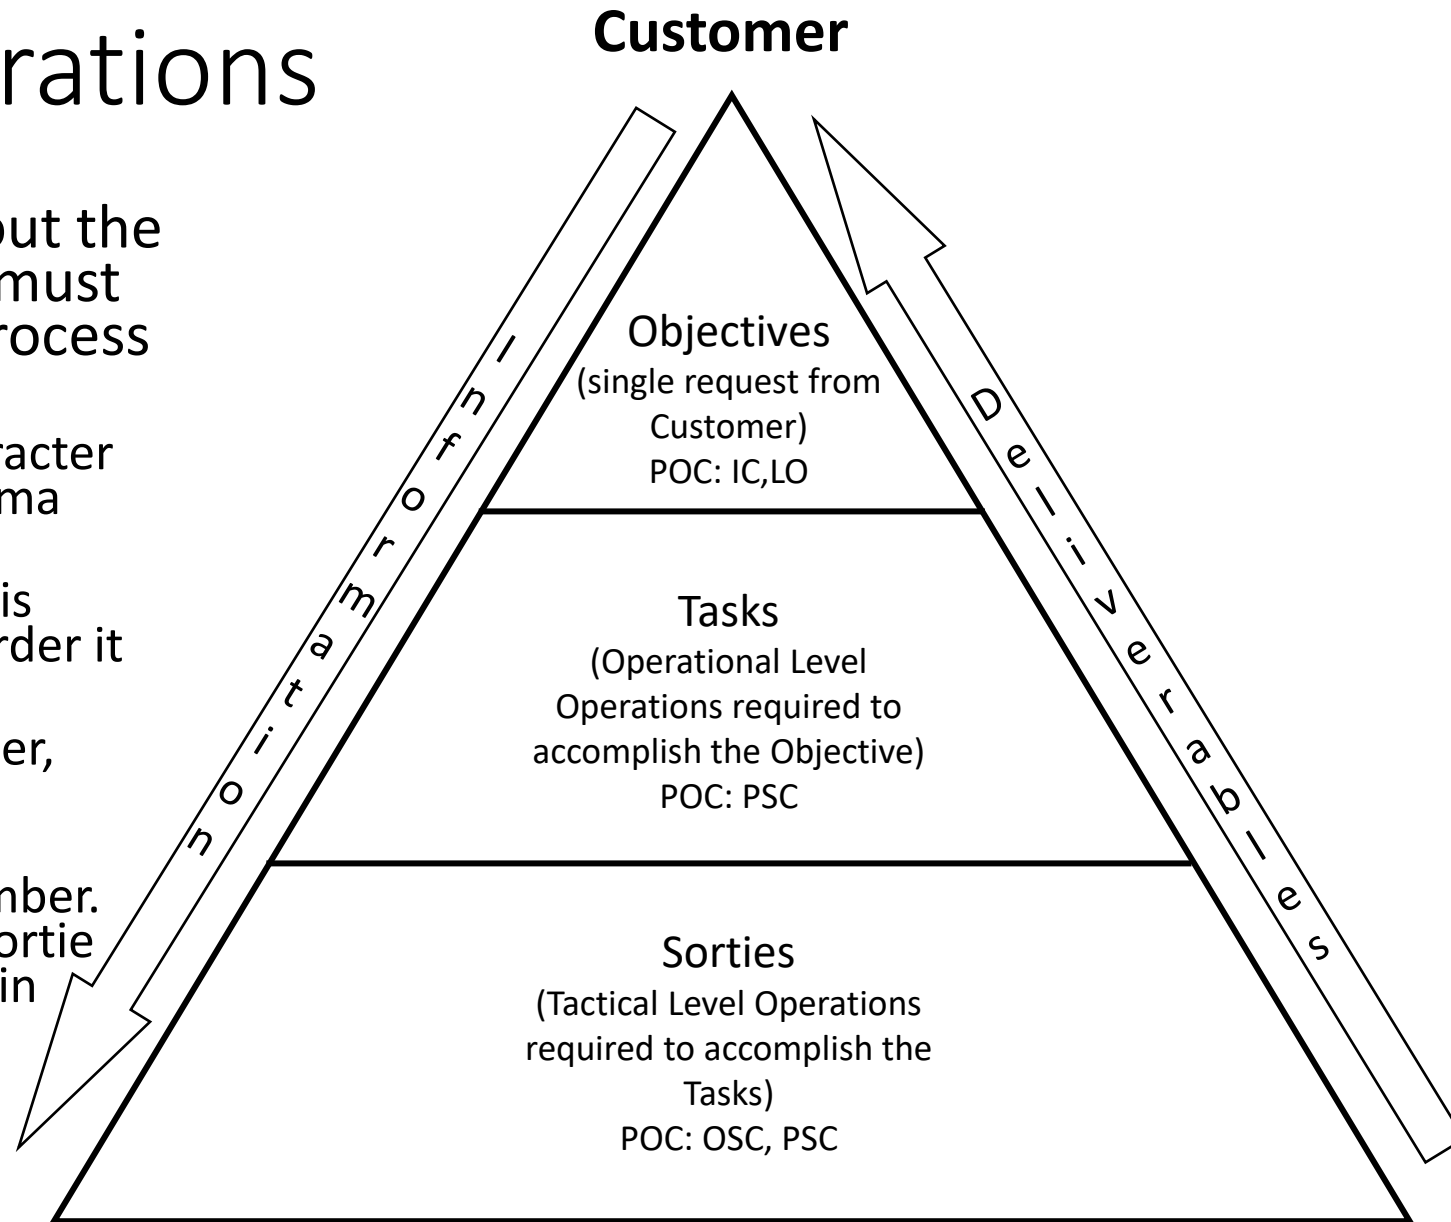 rations
out the
must
rocess
racter
ma
is
rder it
er,
mber.
ortie
in
Customer
Information
Objectives
(single request from
Customer)
POC: IC,LO
Tasks
(Operational Level
Operations required to
accomplish the Objective)
POC: PSC
Sorties
(Tactical Level Operations
required to accomplish the
Tasks)
POC: OSC, PSC
Deliverables